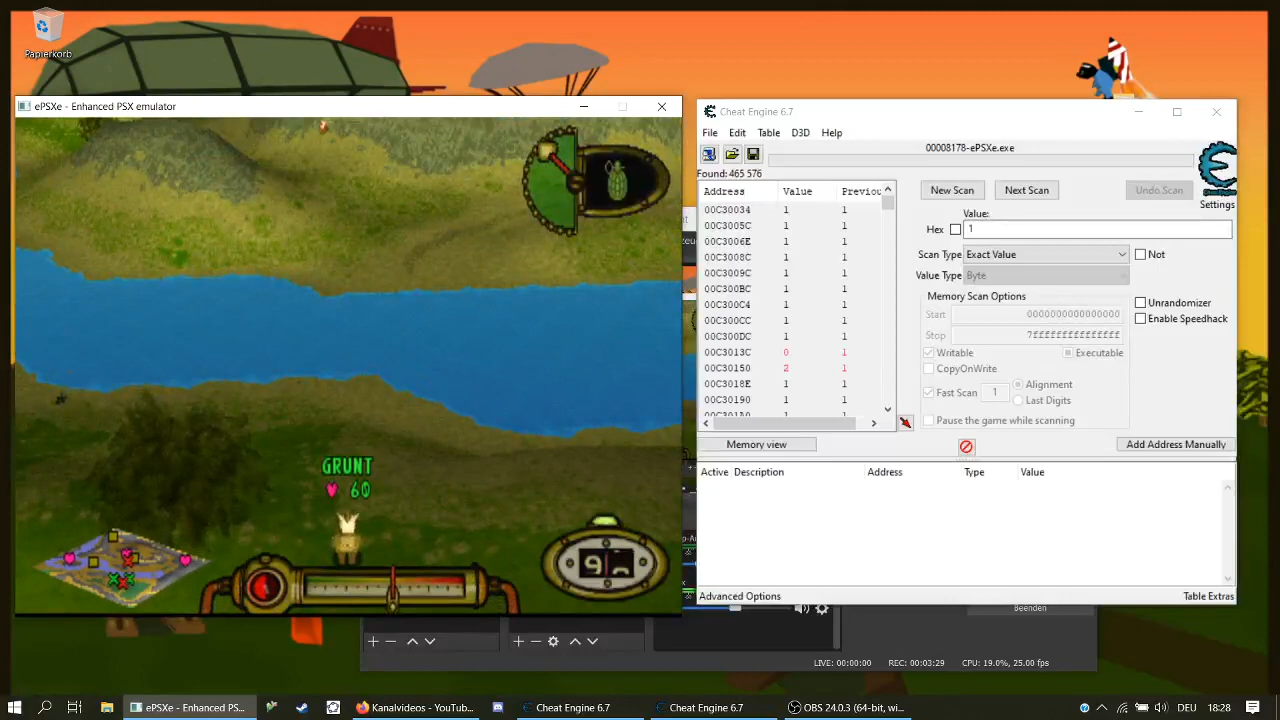 Papierkorb
ePSXe - Enhanced PSX emulator
GRUNT
60
Cheat Engine 6.7
File Edit Table D3D Help
00008178-ePSXe.exe
Found: 465 576
Settings
Address Value Previou
00C30034 1 1
00C3005C 1 1
00C3006E 1 1
00C3008C 1 1
00C3009C 1 1
00C300BC 1 1
00C300C4 1 1
00C300CC 1 1
00C300DC 1 1
00C3013C 0 1
00C30150 2 1
00C3018E 1 1
00C30190 1 1
New Scan Next Scan Undo Scan
Value:
Hex 1
Scan Type Exact Value Not
Value Type Byte
Memory Scan Options
Unrandomizer
Enable Speedhack
Start 0000000000000000
Stop 7fffffffffffffff
Writable Executable
CopyOnWrite
Fast Scan 1 Alignment
Last Digits
Pause the game while scanning
Memory view Add Address Manually
Active Description Address Type Value
Advanced Options Table Extras
Beenden
LIVE: 00:00:00 REC: 00:03:29 CPU: 19.0%, 25.00 fps
ePSXe - Enhanced PS... Kanalvideos - YouTub... Cheat Engine 6.7 Cheat Engine 6.7 OBS 24.0.3 (64-bit, wi... DE 18:28